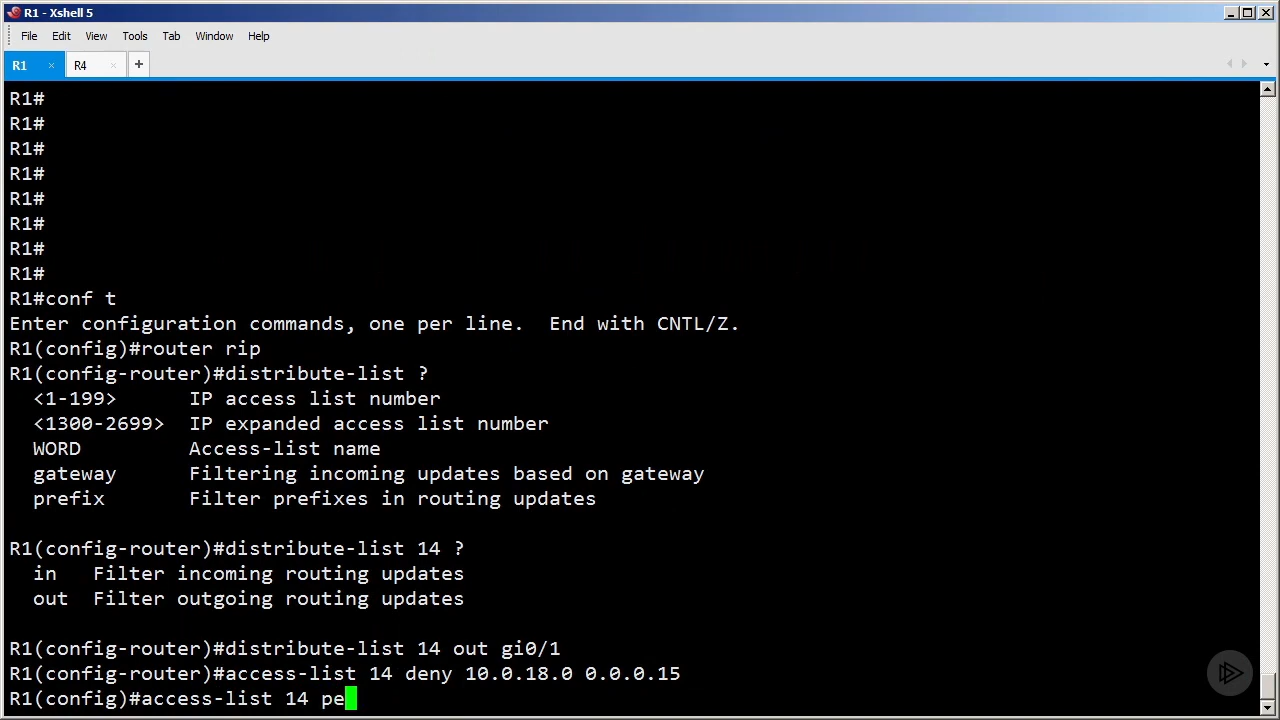 R1 - Xshell 5
File Edit View Tools Tab Window Help
R1 R4
R1#
R1#
R1#
R1#
R1#
R1#
R1#
R1#
R1#conf t
Enter configuration commands, one per line.  End with CNTL/Z.
R1(config)#router rip
R1(config-router)#distribute-list ?
  <1-199>      IP access list number
  <1300-2699>  IP expanded access list number
  WORD         Access-list name
  gateway      Filtering incoming updates based on gateway
  prefix       Filter prefixes in routing updates
R1(config-router)#distribute-list 14 ?
  in   Filter incoming routing updates
  out  Filter outgoing routing updates
R1(config-router)#distribute-list 14 out gi0/1
R1(config-router)#access-list 14 deny 10.0.18.0 0.0.0.15
R1(config)#access-list 14 pe